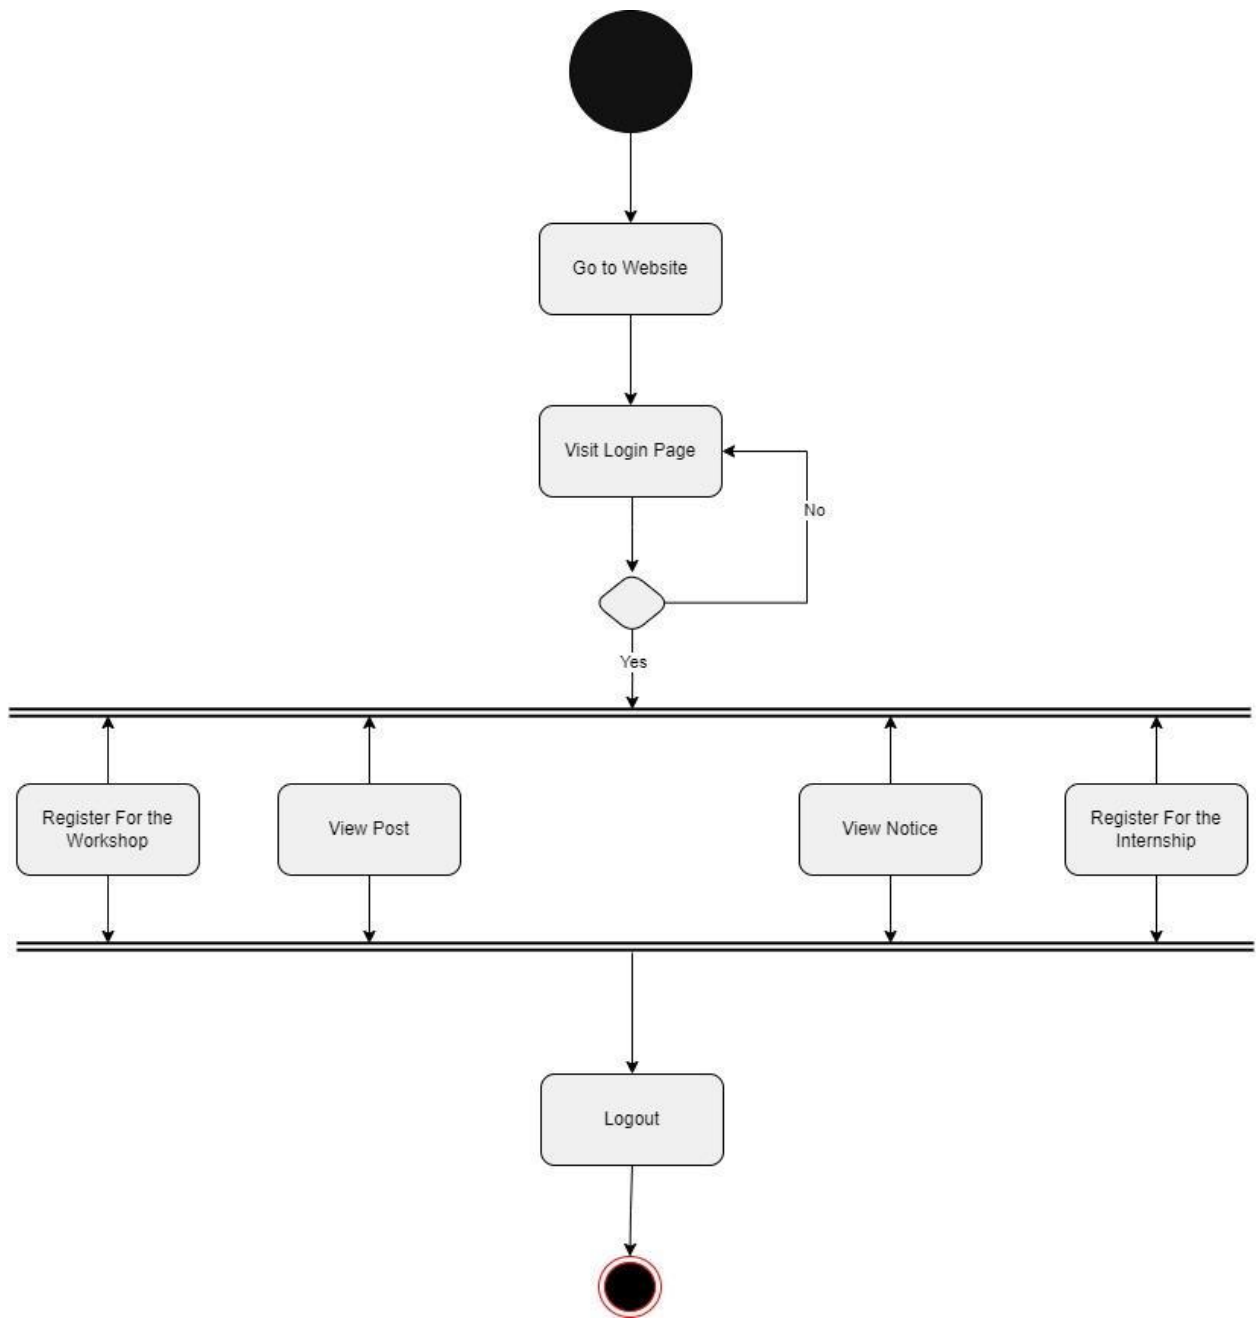 Go to Website
Visit Login Page
No
Yes
Register For the
Workshop
View Post
View Notice
Register For the
Internship
Logout